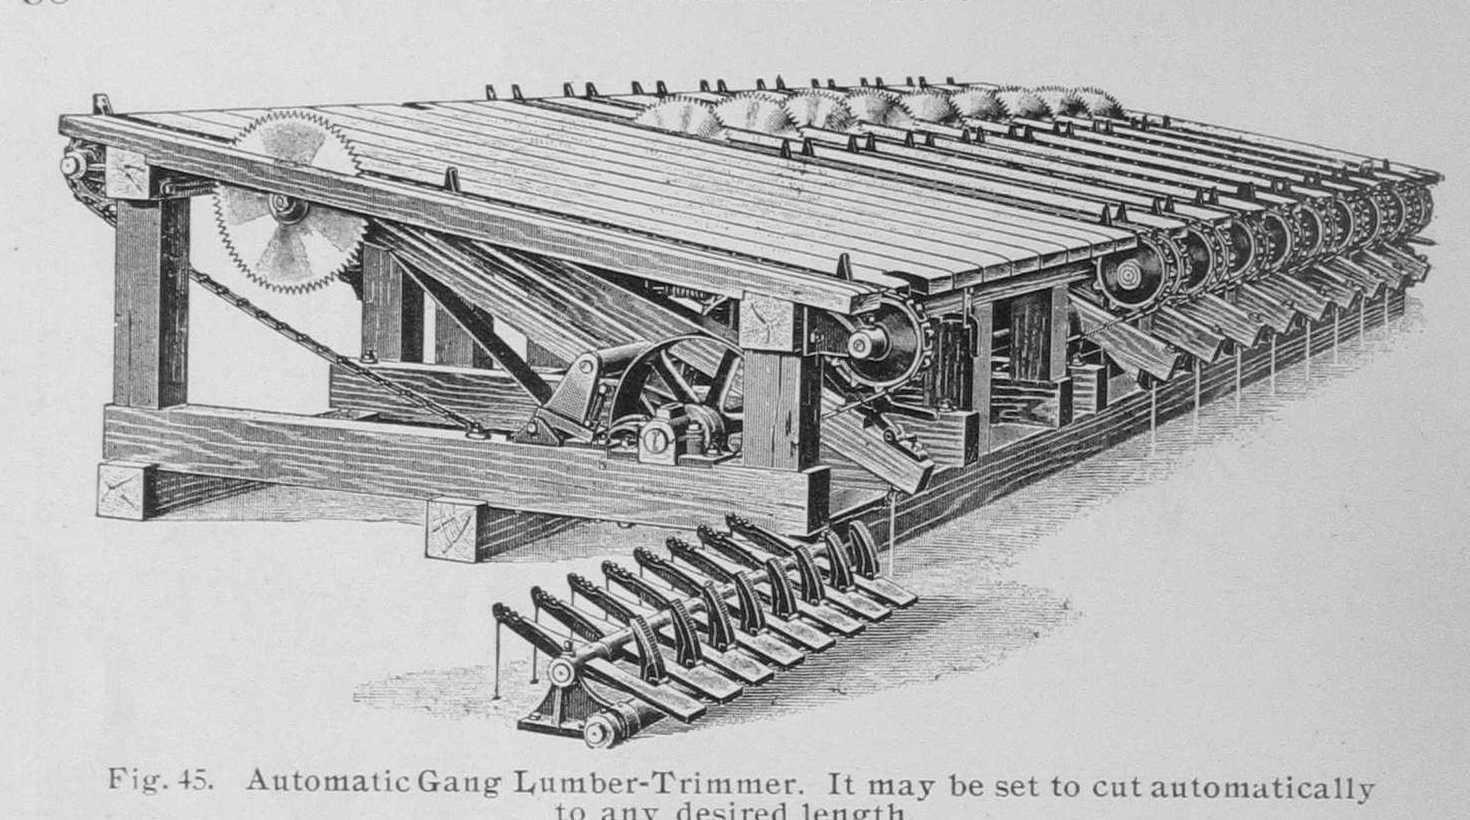 Fig. 45. Automatic Gang Lumber-Trimmer. It may be set to cut automatically
to any desired length.